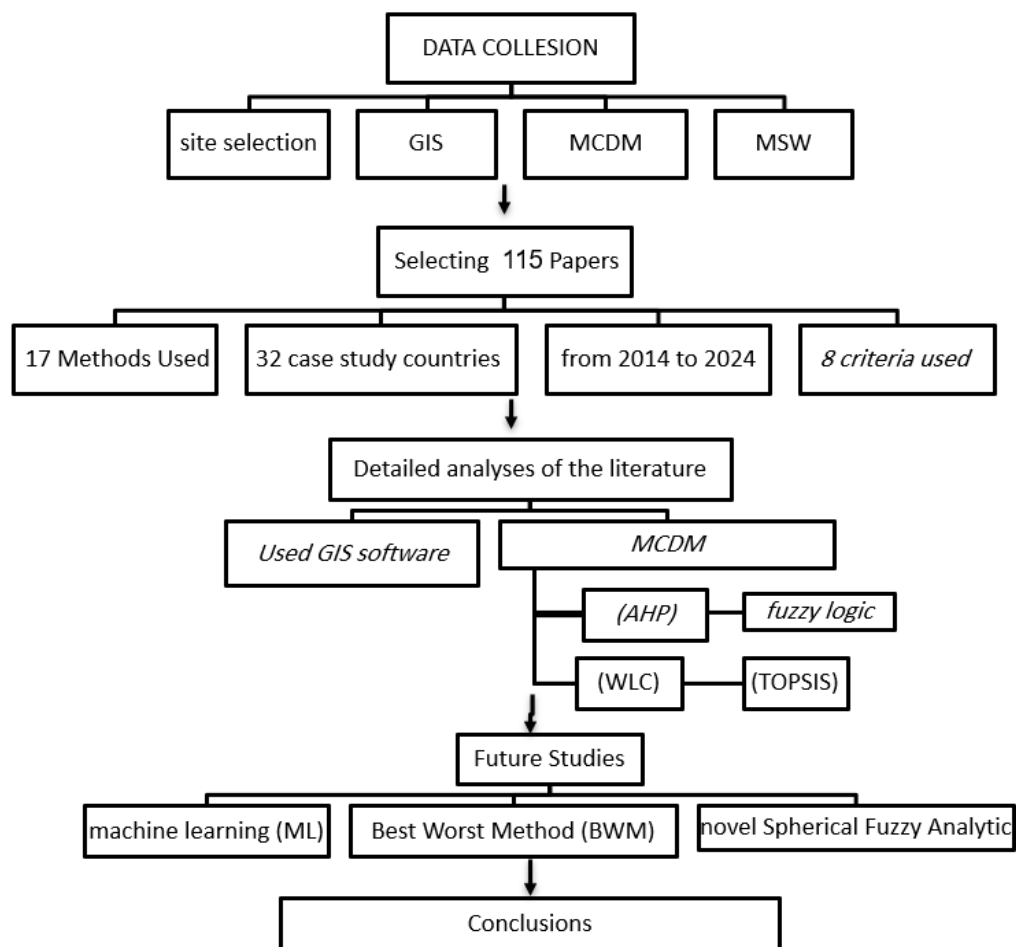 DATA COLLESION
site selection
GIS
MCDM
MSW
Selecting 115 Papers
17 Methods Used
32 case study countries
from 2014 to 2024
8 criteria used
Detailed analyses of the literature
Used GIS software
MCDM
(AHP)
fuzzy logic
(WLC)
(TOPSIS)
Future Studies
machine learning (ML)
Best Worst Method (BWM)
novel Spherical Fuzzy Analytic
Conclusions